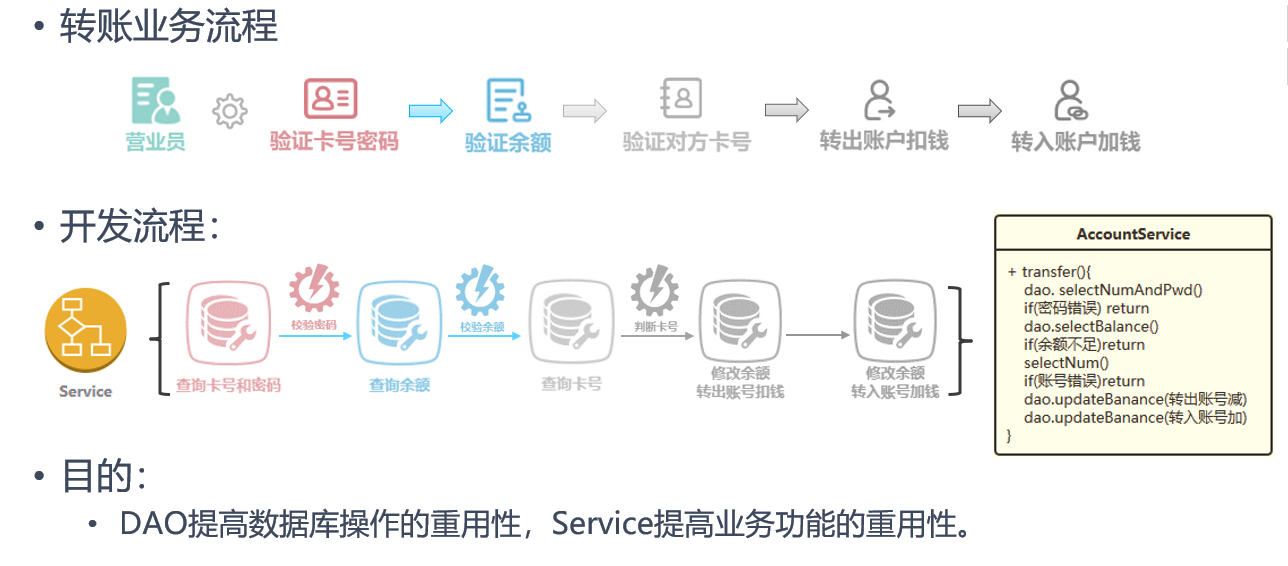 • 转账业务流程
营业员
验证卡号密码
验证余额
验证对方卡号
转出账户扣钱
转入账户加钱
• 开发流程：
Service
查询卡号和密码
校验密码
查询余额
校验余额
查询卡号
判断卡号
修改余额
转出账号扣钱
修改余额
转入账号加钱
AccountService
+ transfer(){
dao. selectNumAndPwd()
if(密码错误) return
dao.selectBalance()
if(余额不足)return
selectNum()
if(账号错误)return
dao.updateBanance(转出账号减)
dao.updateBanance(转入账号加)
}
• 目的：
• DAO提高数据库操作的重用性，Service提高业务功能的重用性。